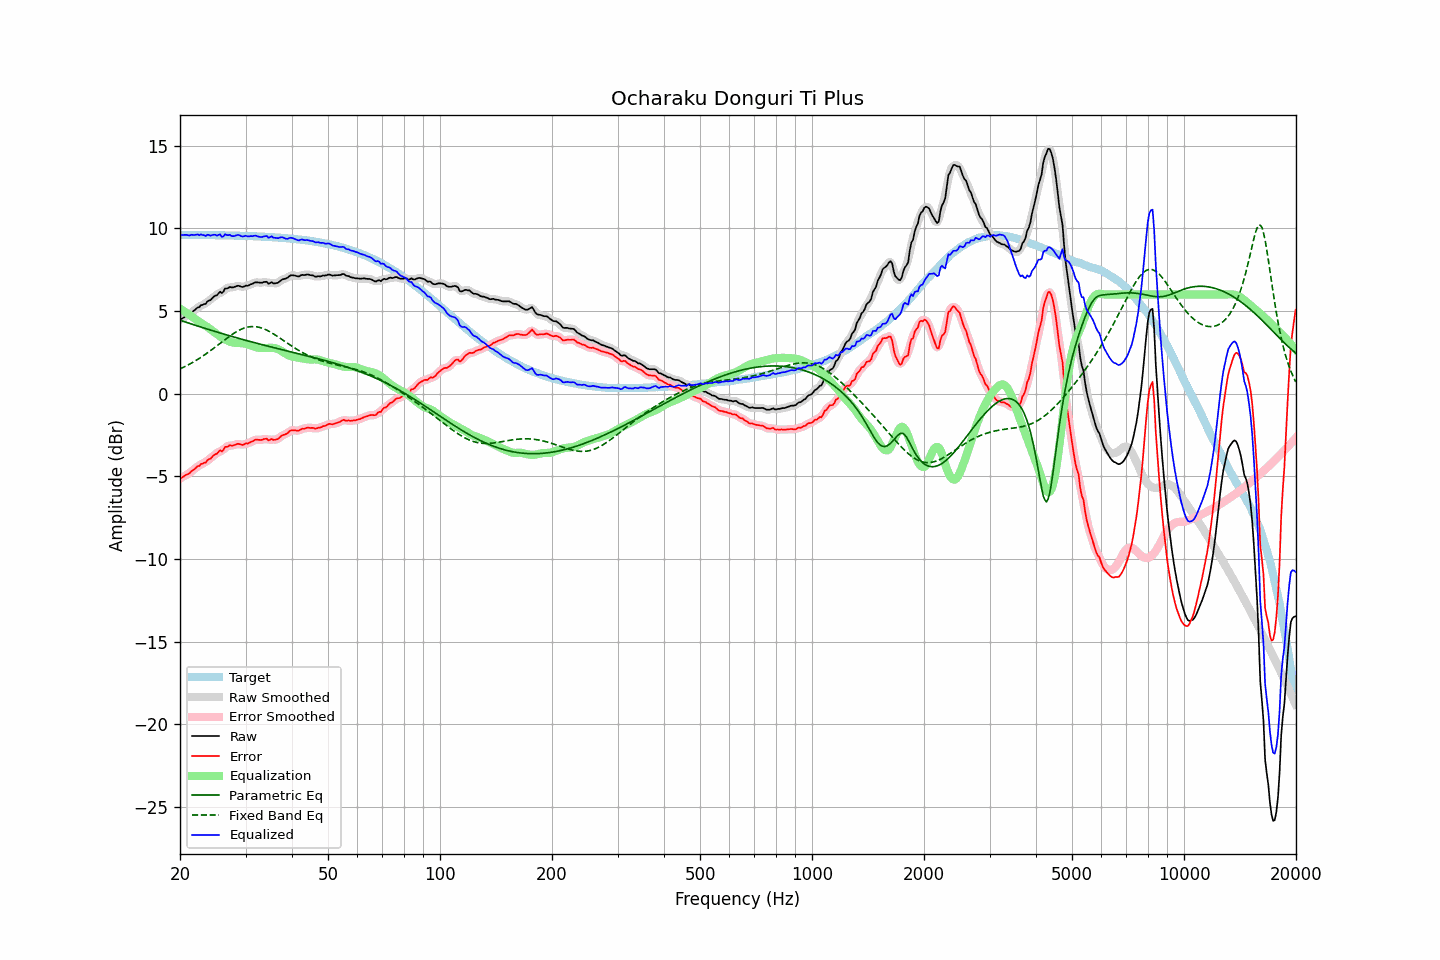 Ocharaku Donguri Ti Plus
Amplitude (dBr)
15
10
5
0
−5
−10
−15
−20
−25
Target
Raw Smoothed
Error Smoothed
Raw
Error
Equalization
Parametric Eq
Fixed Band Eq
Equalized
20 50 100 200 500 1000 2000 5000 10000 20000
Frequency (Hz)